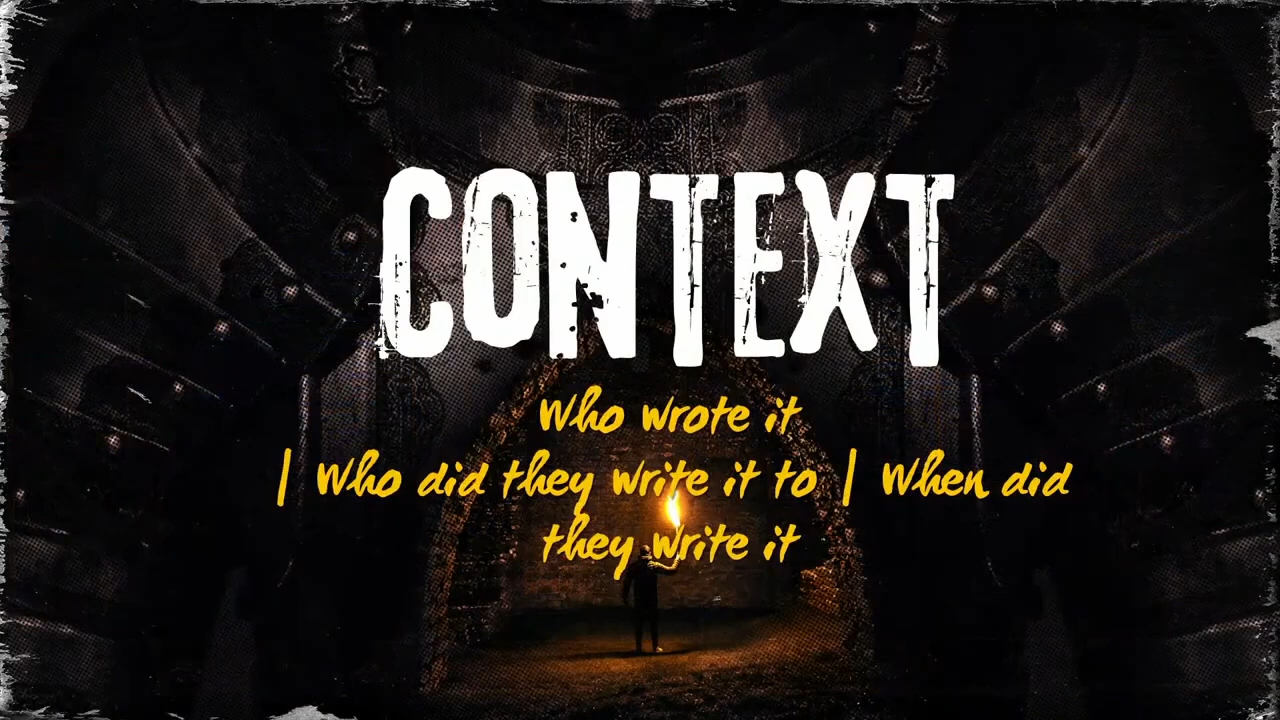 CONTEXT
Who wrote it
| Who did they write it to | When did
they write it